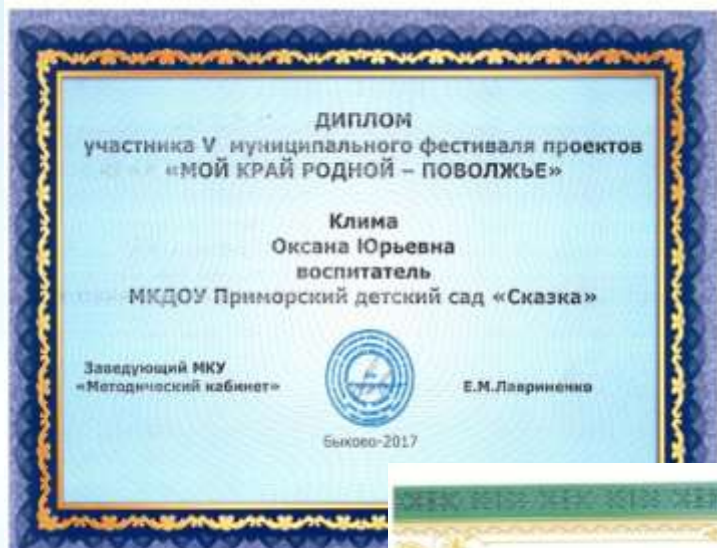 ДИПЛОМ
участника V муниципального фестиваля проектов
«МОЙ КРАЙ РОДНОЙ – ПОВОЛЖЬЕ»
Клима
Оксана Юрьевна
воспитатель
МКДОУ Приморский детский сад «Сказка»
Заведующий МКУ
«Методический кабинет»
Е.М.Лавриненко
Быково-2017